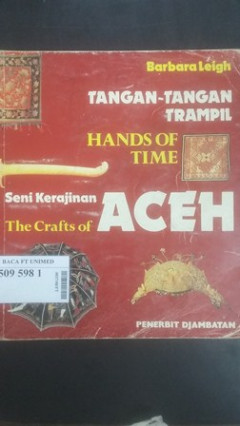 Barbara Leigh
TANGAN-TANGAN
TRAMPIL
HANDS OF
TIME
Seni Kerajinan
The Crafts of
ACEH
BACA FT UNIMED
509 598 1
PENERBIT DJAMBATAN